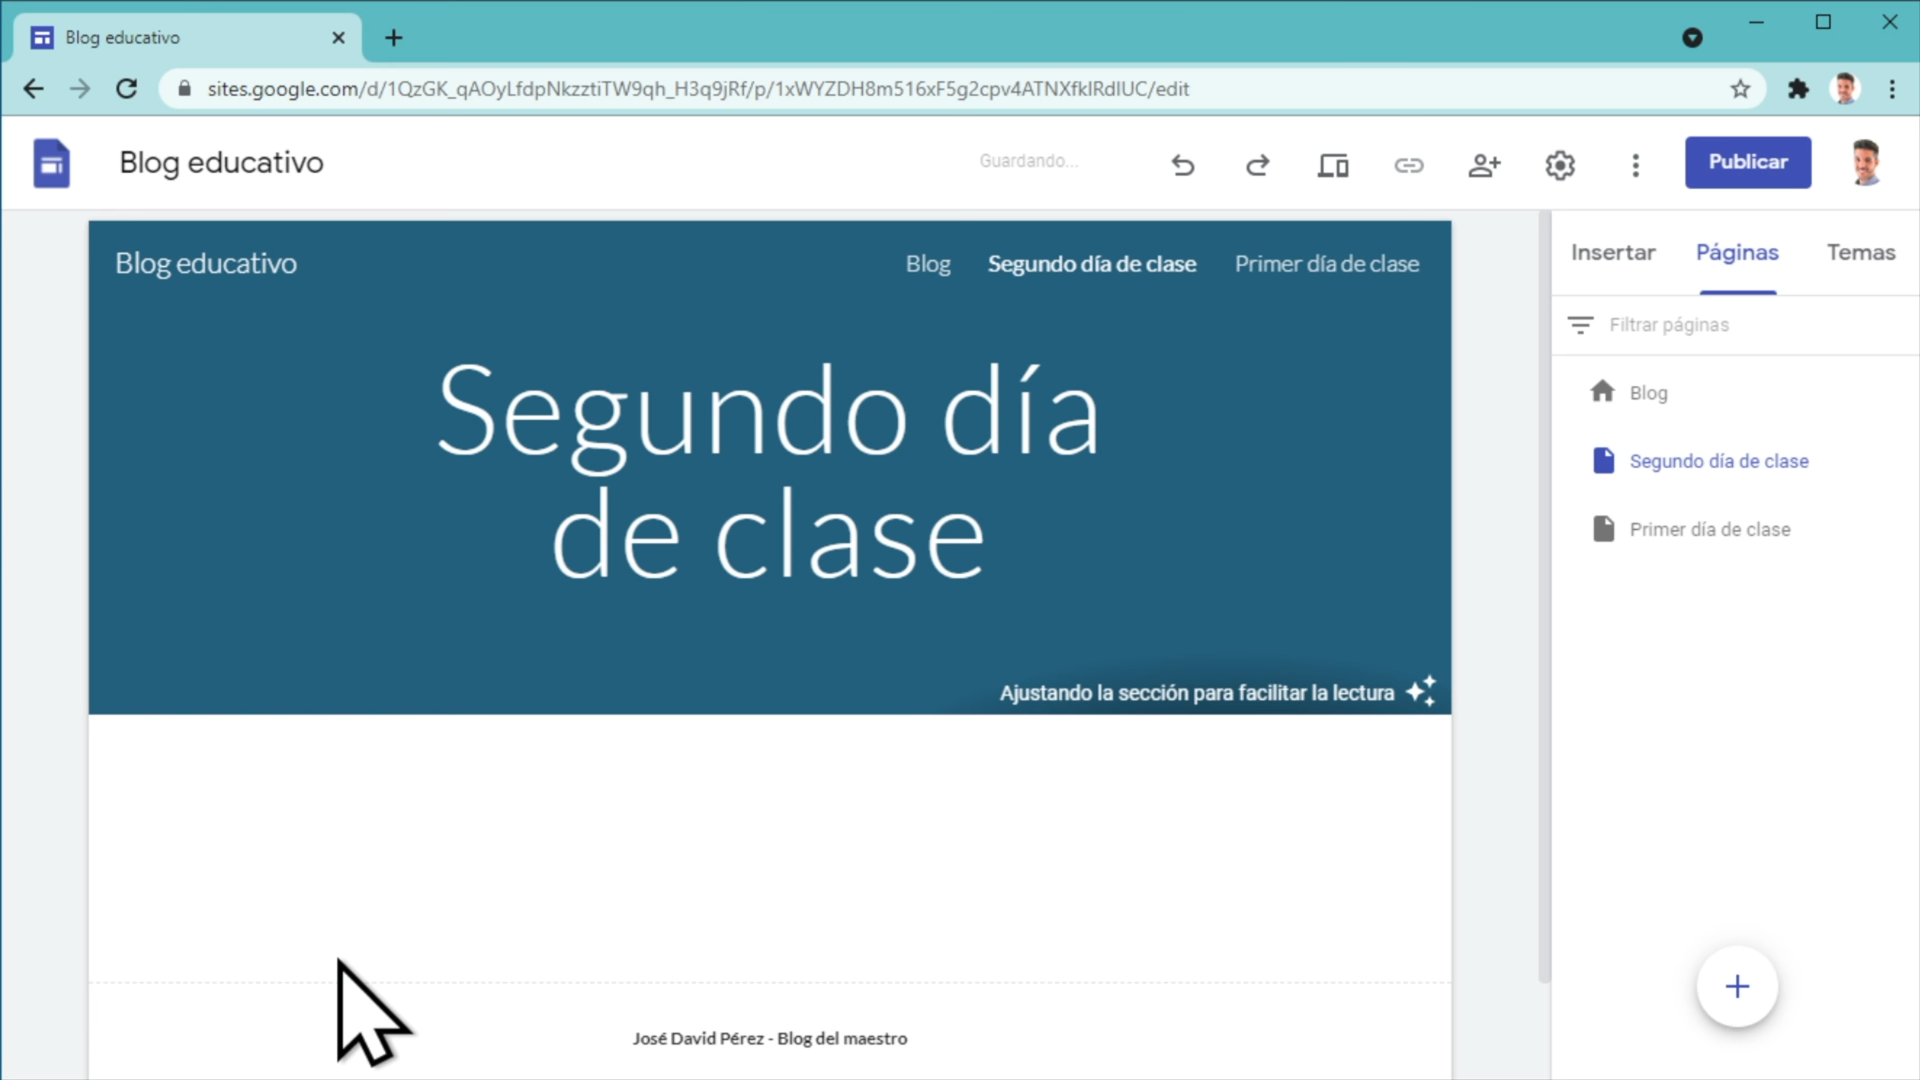 Blog educativo
sites.google.com/d/1QzGK_qAOyLfdpNkzztiTW9qh_H3q9jRf/p/1xWYZDH8m516xF5g2cpv4ATNXfkIRdIUC/edit
Blog educativo
Guardando...
Publicar
Blog educativo
Blog
Segundo día de clase
Primer día de clase
Segundo día
de clase
Ajustando la sección para facilitar la lectura
José David Pérez - Blog del maestro
Insertar
Páginas
Temas
Filtrar páginas
Blog
Segundo día de clase
Primer día de clase